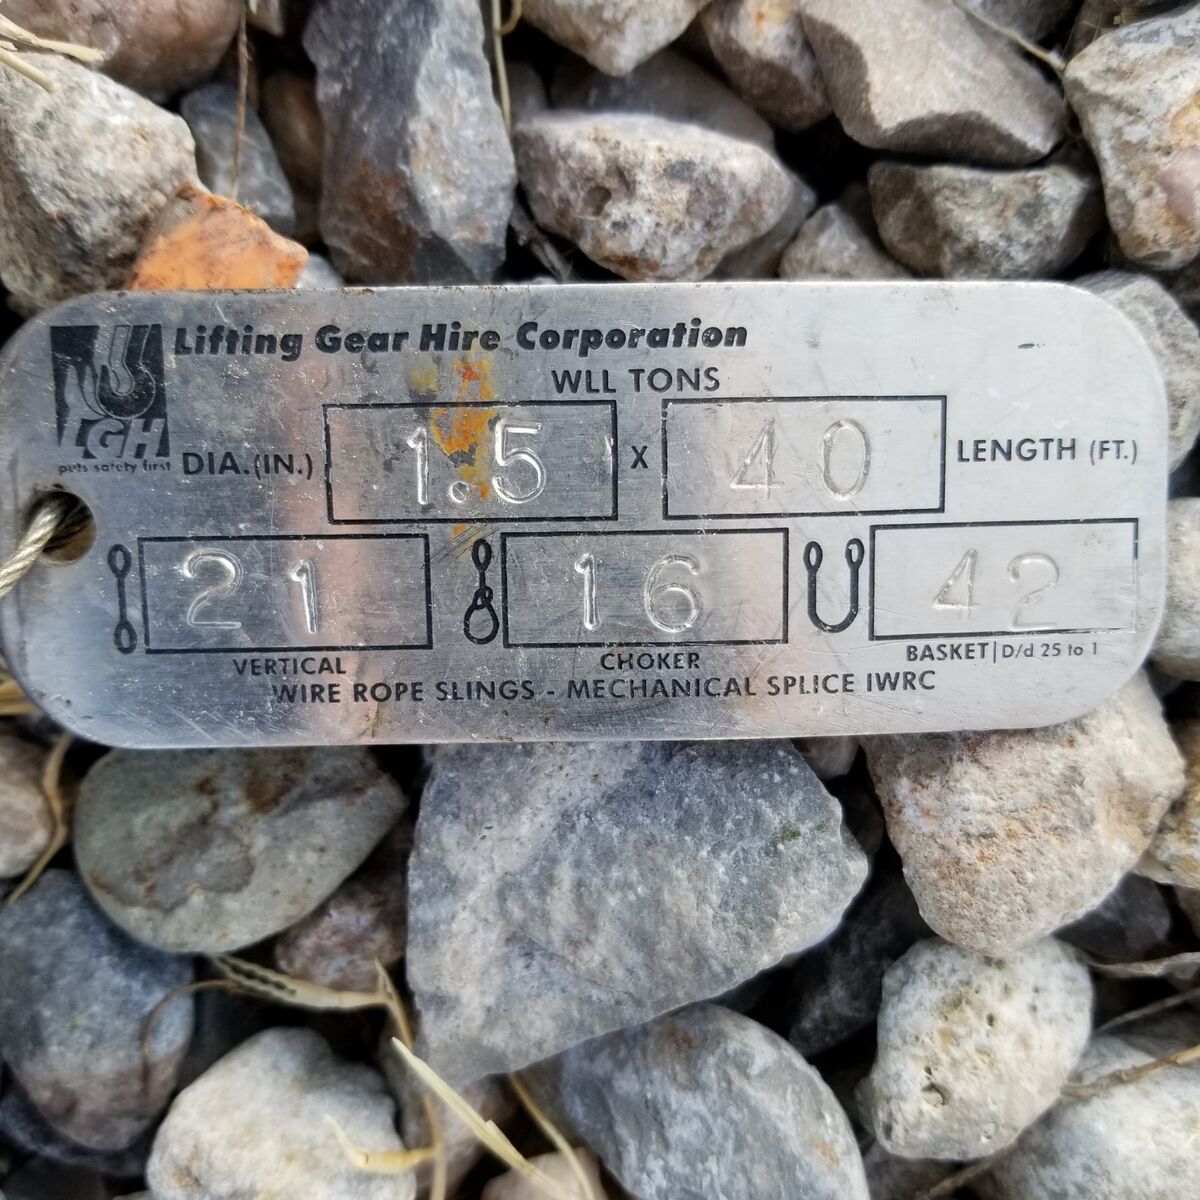 Lifting Gear Hire Corporation
WLL TONS
LGH
puts safety first
DIA.(IN.) 1.5 X 40 LENGTH (FT.)
21 16 42
VERTICAL CHOKER BASKET|D/d 25 to 1
WIRE ROPE SLINGS - MECHANICAL SPLICE IWRC